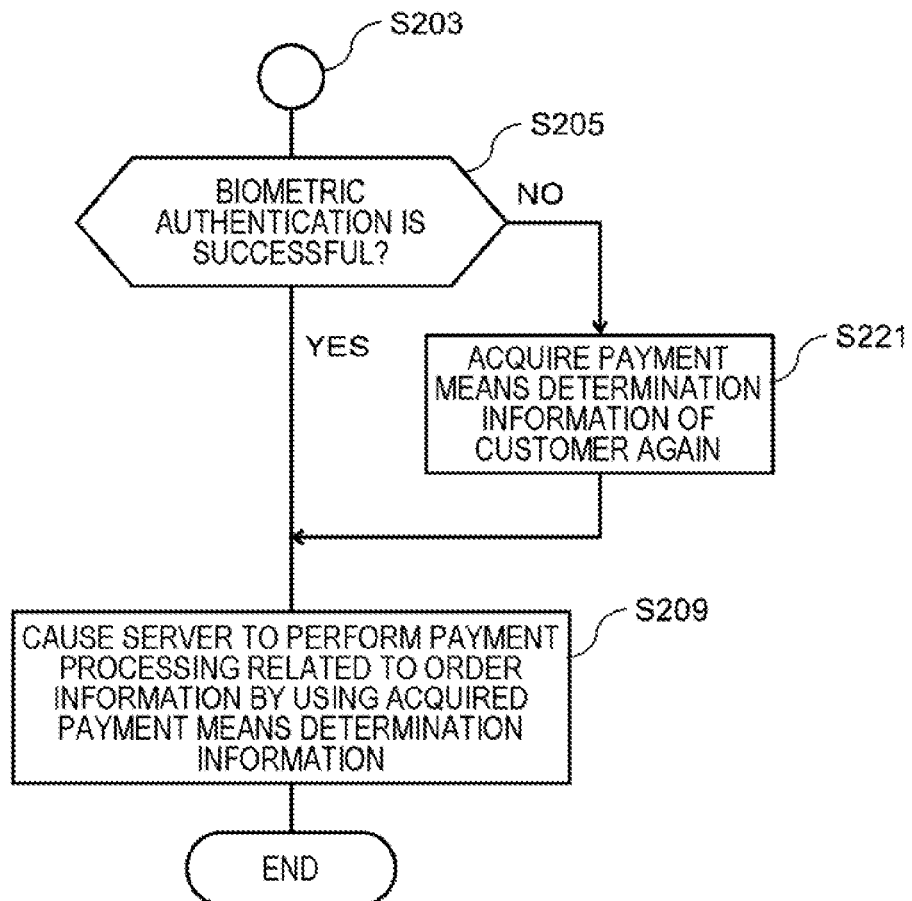 S203
S205
BIOMETRIC
AUTHENTICATION IS
SUCCESSFUL?
NO
YES
S221
ACQUIRE PAYMENT
MEANS DETERMINATION
INFORMATION OF
CUSTOMER AGAIN
S209
CAUSE SERVER TO PERFORM PAYMENT
PROCESSING RELATED TO ORDER
INFORMATION BY USING ACQUIRED
PAYMENT MEANS DETERMINATION
INFORMATION
END